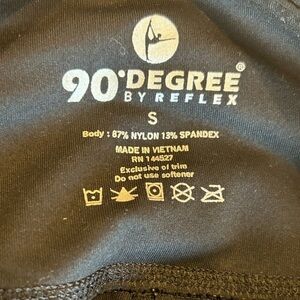 90°DEGREE®
BY REFLEX
S
Body : 87% NYLON 13% SPANDEX
MADE IN VIETNAM
RN 144527
Exclusive of trim
Do not use softener